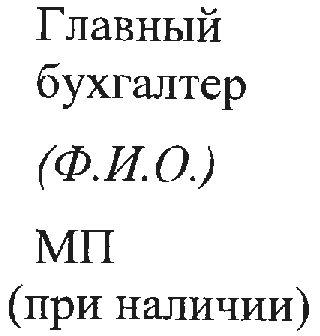 Главный
бухгалтер
(Ф.И.О.)
МП
(при наличии)